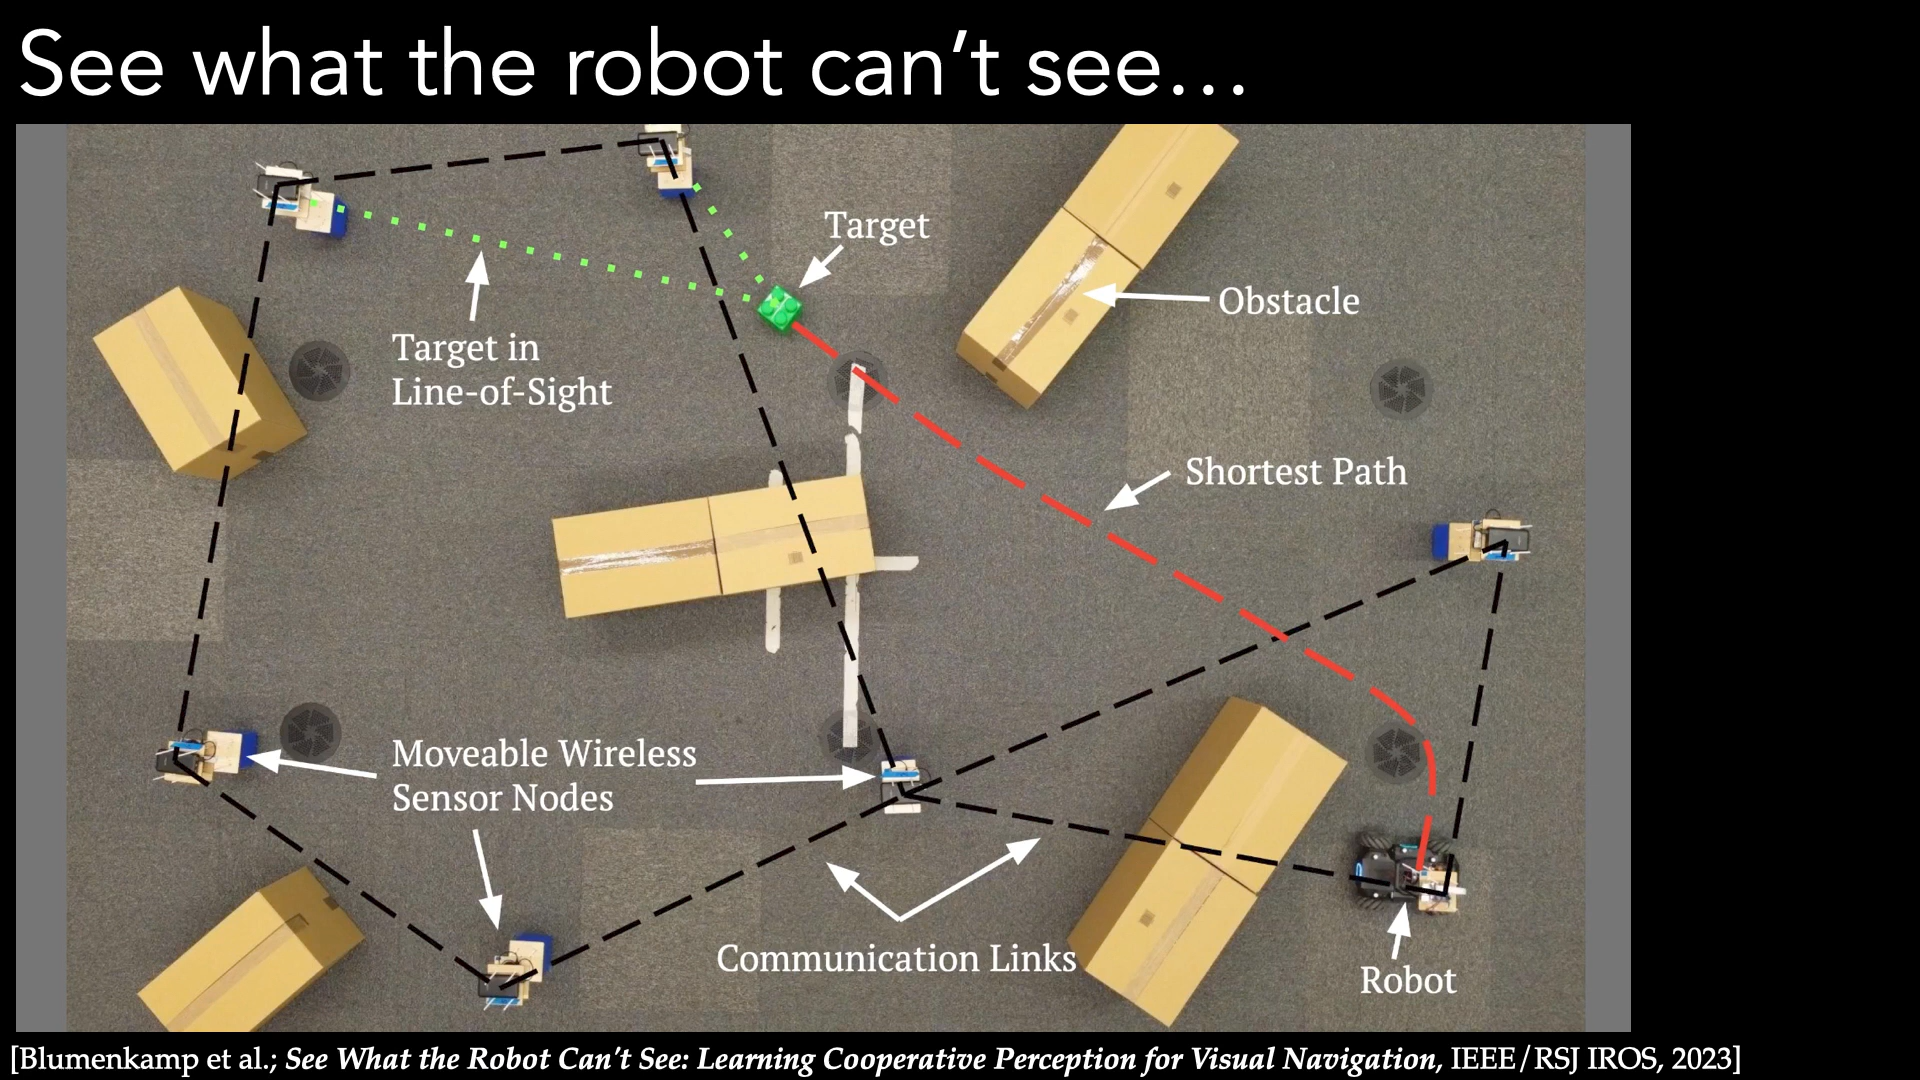 See what the robot can’t see…
Target
Obstacle
Target in
Line-of-Sight
Shortest Path
Moveable Wireless
Sensor Nodes
Communication Links
Robot
[Blumenkamp et al.; See What the Robot Can’t See: Learning Cooperative Perception for Visual Navigation, IEEE/RSJ IROS, 2023]